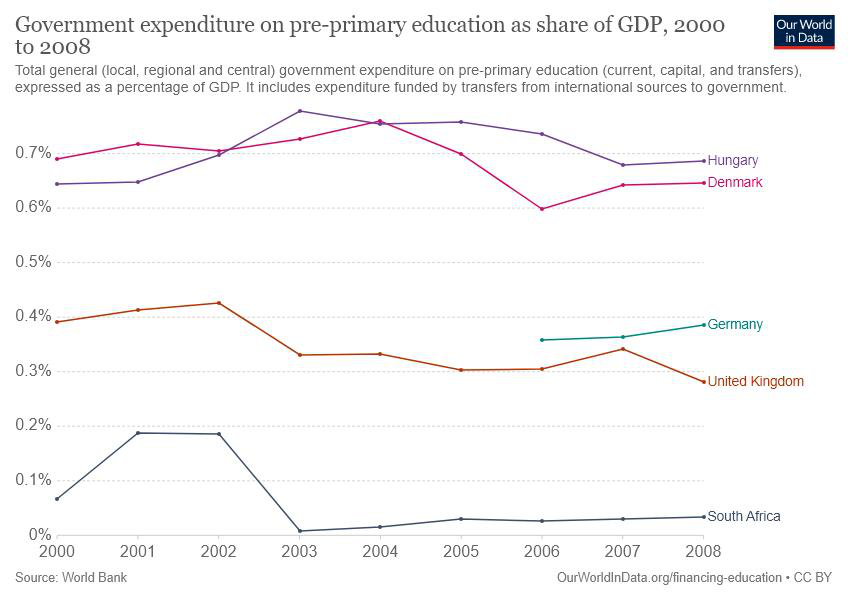 Government expenditure on pre-primary education as share of GDP, 2000
to 2008
Our World
in Data
Total general (local, regional and central) government expenditure on pre-primary education (current, capital, and transfers),
expressed as a percentage of GDP. It includes expenditure funded by transfers from international sources to government.
0.7%
0.6%
0.5%
0.4%
0.3%
0.2%
0.1%
0%
Hungary
Denmark
Germany
United Kingdom
South Africa
2000 2001 2002 2003 2004 2005 2006 2007 2008
Source: World Bank
OurWorldInData.org/financing-education • CC BY